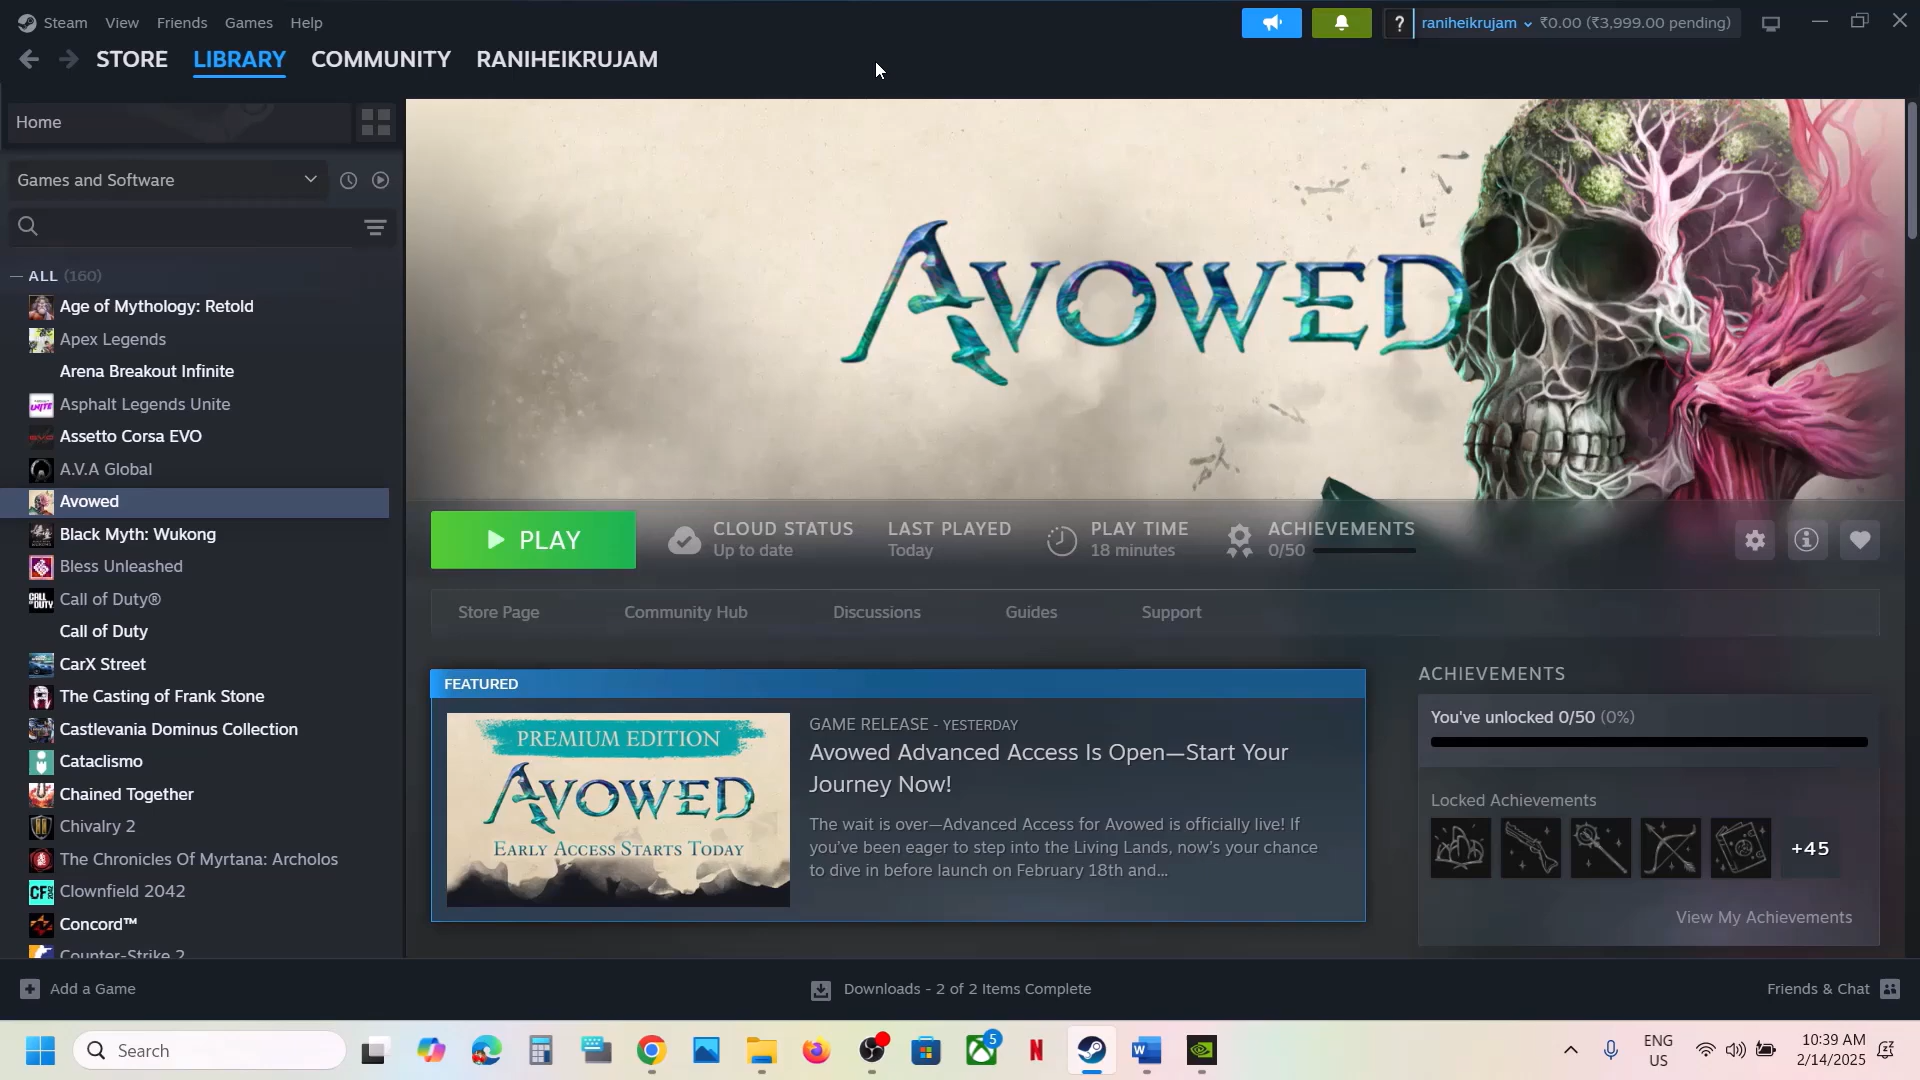 Steam View Friends Games Help
? raniheikrujam ₹0.00 (₹3,999.00 pending)
STORE LIBRARY COMMUNITY RANIHEIKRUJAM
Home
Games and Software
— ALL (160)
Age of Mythology: Retold
Apex Legends
Arena Breakout Infinite
Asphalt Legends Unite
Assetto Corsa EVO
A.V.A Global
Avowed
Black Myth: Wukong
Bless Unleashed
Call of Duty®
Call of Duty
CarX Street
The Casting of Frank Stone
Castlevania Dominus Collection
Cataclismo
Chained Together
Chivalry 2
The Chronicles Of Myrtana: Archolos
Clownfield 2042
Concord™
Counter-Strike 2
AVOWED
PLAY
CLOUD STATUS
Up to date
LAST PLAYED
Today
PLAY TIME
18 minutes
ACHIEVEMENTS
0/50
Store Page Community Hub Discussions Guides Support
FEATURED
PREMIUM EDITION
AVOWED
EARLY ACCESS STARTS TODAY
GAME RELEASE - YESTERDAY
Avowed Advanced Access Is Open—Start Your
Journey Now!
The wait is over—Advanced Access for Avowed is officially live! If
you've been eager to step into the Living Lands, now's your chance
to dive in before launch on February 18th and...
ACHIEVEMENTS
You've unlocked 0/50 (0%)
Locked Achievements
+45
View My Achievements
Add a Game
Downloads - 2 of 2 Items Complete
Friends & Chat
Search
5
ENG
US
10:39 AM
2/14/2025